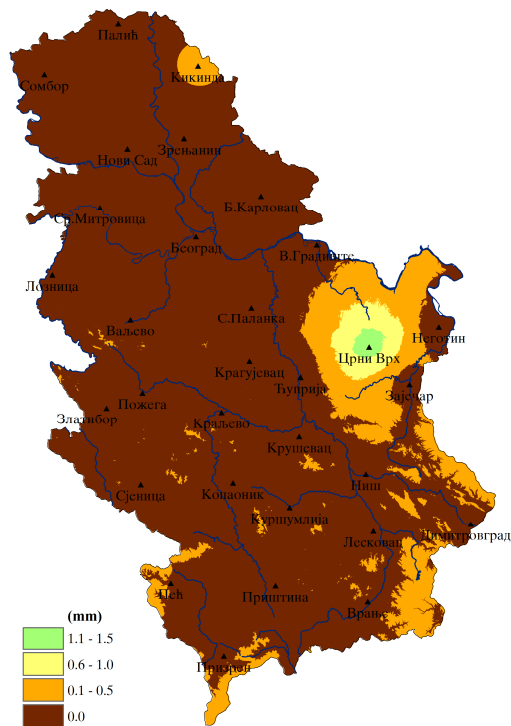 Палић
Кикинда
Сомбор
Зрењанин
Нови Сад
Б.Карловац
Ср.Митровица
Београд
В.Градиште
Лозница
С.Паланка
Ваљево
Неготин
Црни Врх
Крагујевац
Ћуприја
Зајечар
Пожега
Златибор
Краљево
Крушевац
Ниш
Сјеница
Копаоник
Куршумлија
Димитровград
Лесковац
Пећ
Приштина
Врање
Призрен
(mm)
1.1 - 1.5
0.6 - 1.0
0.1 - 0.5
0.0